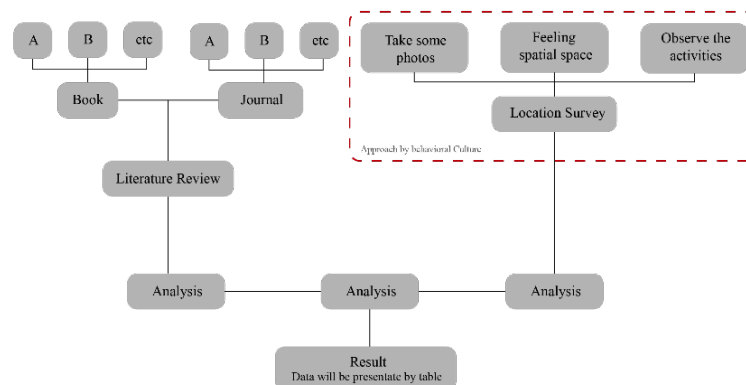 A
B
etc
A
B
etc
Take some
photos
Feeling
spatial space
Observe the
activities
Book
Journal
Location Survey
Approach by behavioral Culture
Literature Review
Analysis
Analysis
Analysis
Result
Data will be presentate by table